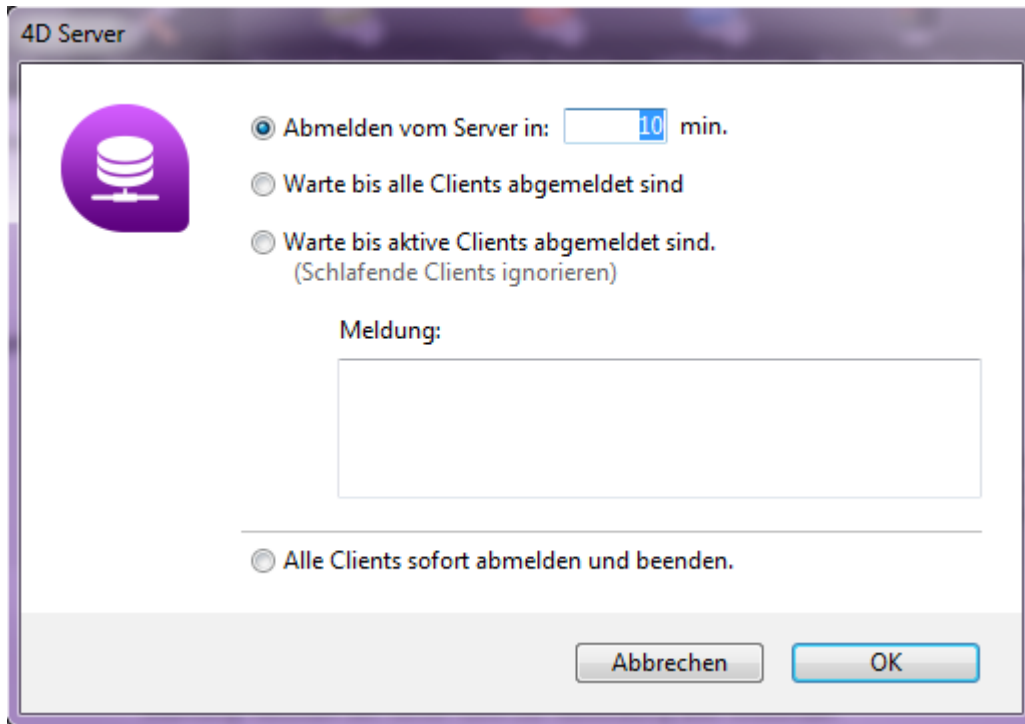 4D Server
Abmelden vom Server in: 10 min.
Warte bis alle Clients abgemeldet sind
Warte bis aktive Clients abgemeldet sind.
(Schlafende Clients ignorieren)
Meldung:
Alle Clients sofort abmelden und beenden.
Abbrechen OK